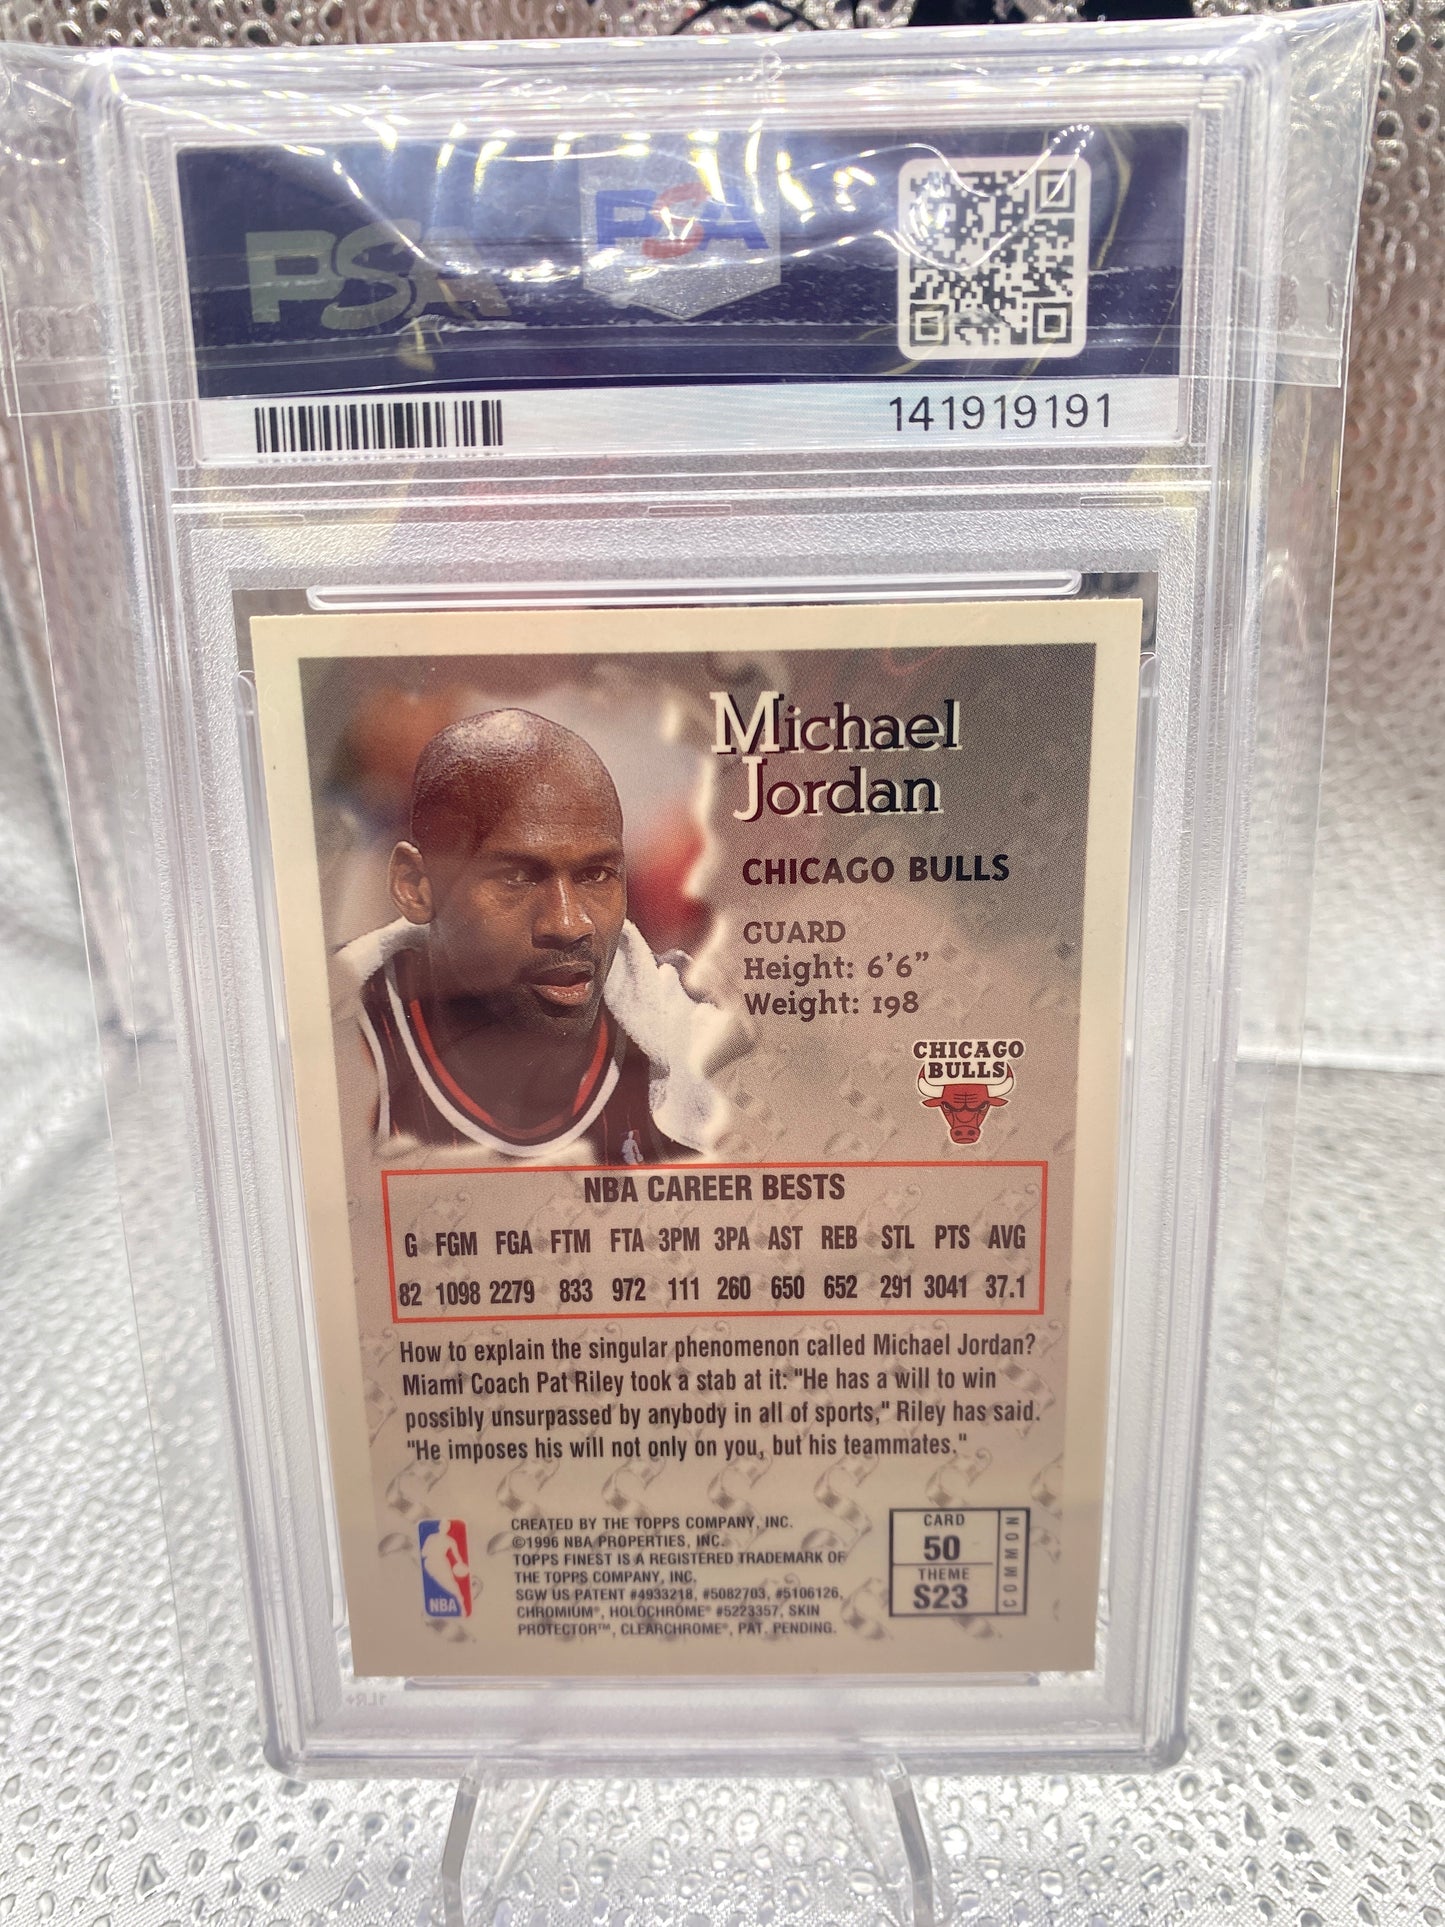 PSA
PSA
141919191
Michael
Jordan
CHICAGO BULLS
GUARD
Height: 6'6"
Weight: 198
CHICAGO
BULLS
NBA CAREER BESTS
G FGM FGA FTM FTA 3PM 3PA AST REB STL PTS AVG
82 1098 2279 833 972 111 260 650 652 291 3041 37.1
How to explain the singular phenomenon called Michael Jordan?
Miami Coach Pat Riley took a stab at it: "He has a will to win
possibly unsurpassed by anybody in all of sports," Riley has said.
"He imposes his will not only on you, but his teammates."
NBA
CREATED BY THE TOPPS COMPANY, INC.
©1996 NBA PROPERTIES, INC.
TOPPS FINEST IS A REGISTERED TRADEMARK OF
THE TOPPS COMPANY, INC.
SGW US PATENT #4933218, #5082703, #5106126,
CHROMIUM®, HOLOCHROME® #5223357, SKIN
PROTECTOR™, CLEARCHROME®, PAT. PENDING.
CARD
50
THEME
S23
COMMON